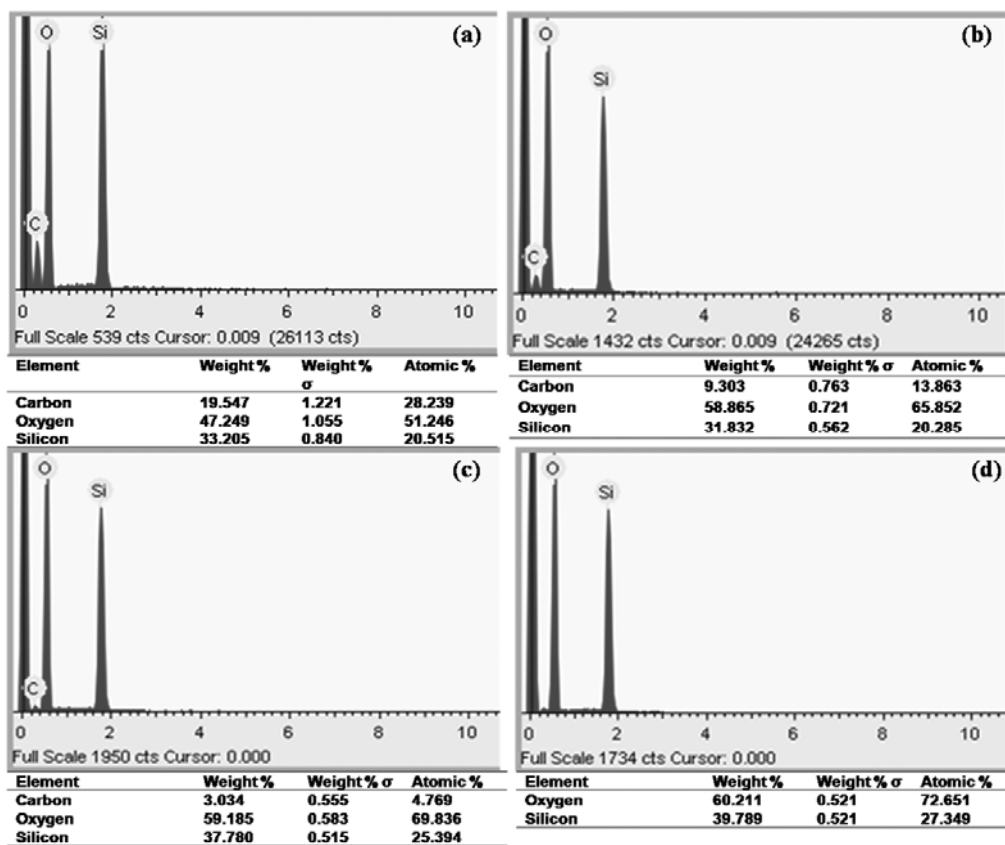 (a)
O
Si
C
0 2 4 6 8 10
Full Scale 539 cts Cursor: 0.009 (26113 cts)
Element Weight % Weight % σ Atomic %
Carbon 19.547 1.221 28.239
Oxygen 47.249 1.055 51.246
Silicon 33.205 0.840 20.515
(b)
O
Si
C
0 2 4 6 8 10
Full Scale 1432 cts Cursor: 0.009 (24265 cts)
Element Weight % Weight % σ Atomic %
Carbon 9.303 0.763 13.863
Oxygen 58.865 0.721 65.852
Silicon 31.832 0.562 20.285
(c)
O
Si
C
0 2 4 6 8 10
Full Scale 1950 cts Cursor: 0.000
Element Weight % Weight % σ Atomic %
Carbon 3.034 0.555 4.769
Oxygen 59.185 0.583 69.836
Silicon 37.780 0.515 25.394
(d)
O
Si
0 2 4 6 8 10
Full Scale 1734 cts Cursor: 0.000
Element Weight % Weight % σ Atomic %
Oxygen 60.211 0.521 72.651
Silicon 39.789 0.521 27.349